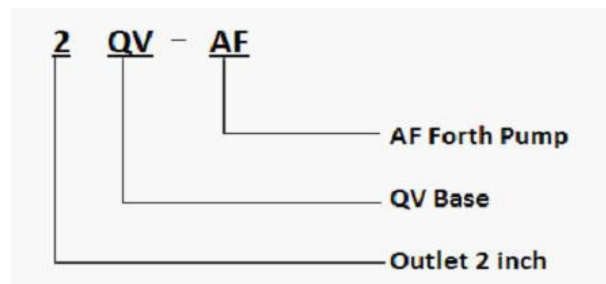 2 QV - AF
AF Forth Pump
QV Base
Outlet 2 inch